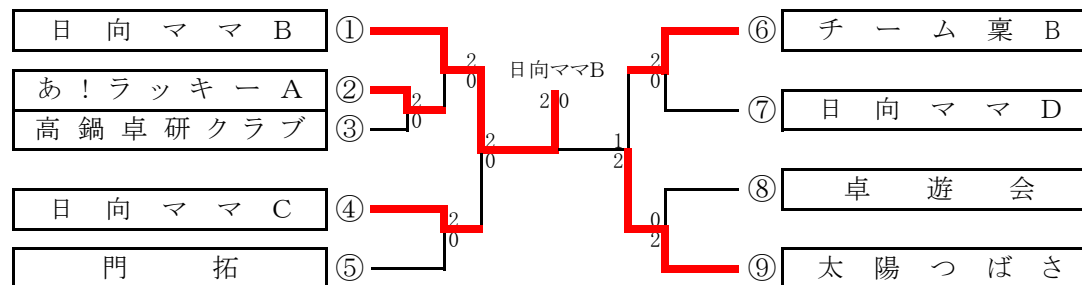 日向ママB ①
あ!ラッキーA ②
高鍋卓研クラブ ③
日向ママC ④
門拓 ⑤
2
0
2
0
2
0
2
0
日向ママB
2 0
1
2
2
0
0
2
⑥ チーム稟B
⑦ 日向ママD
⑧ 卓遊会
⑨ 太陽つばさ